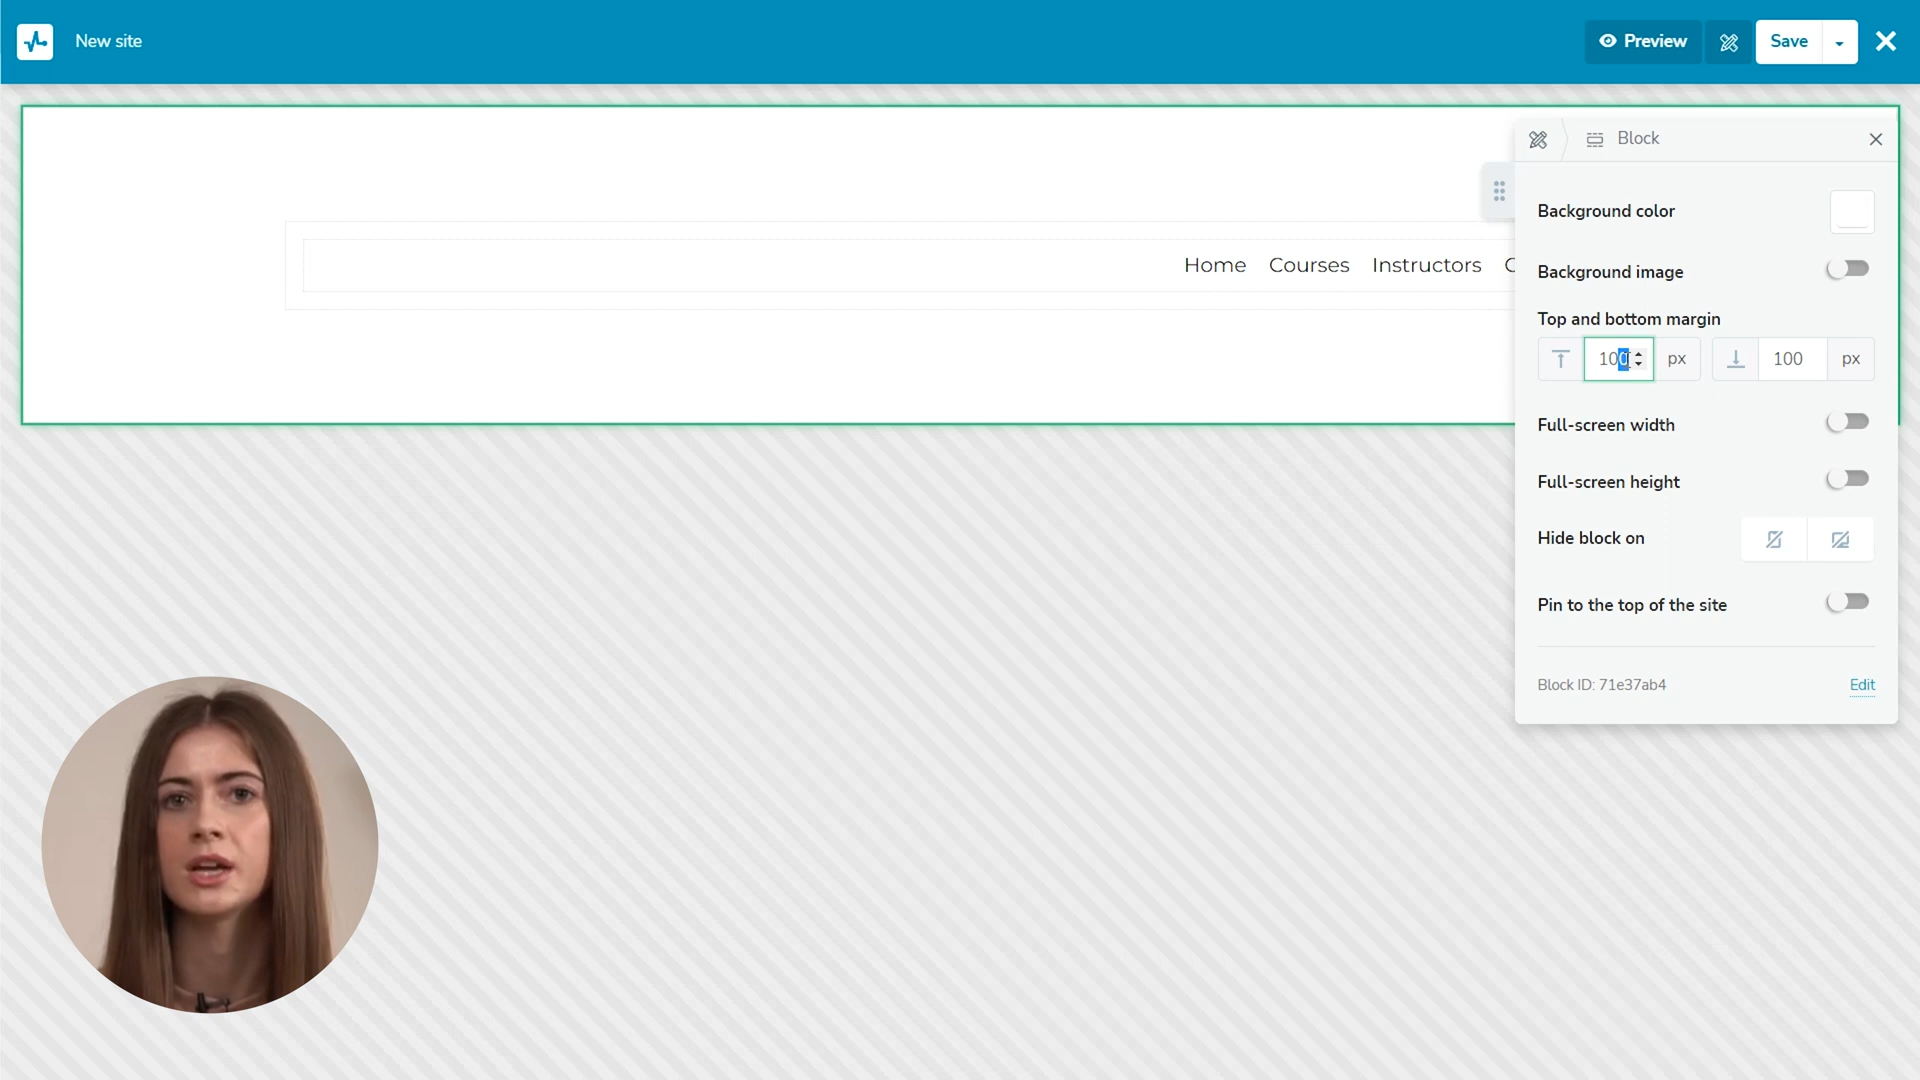 New site
Preview
Save
Block
Background color
Home Courses Instructors
Background image
Top and bottom margin
100 px 100 px
Full-screen width
Full-screen height
Hide block on
Pin to the top of the site
Block ID: 71e37ab4 Edit